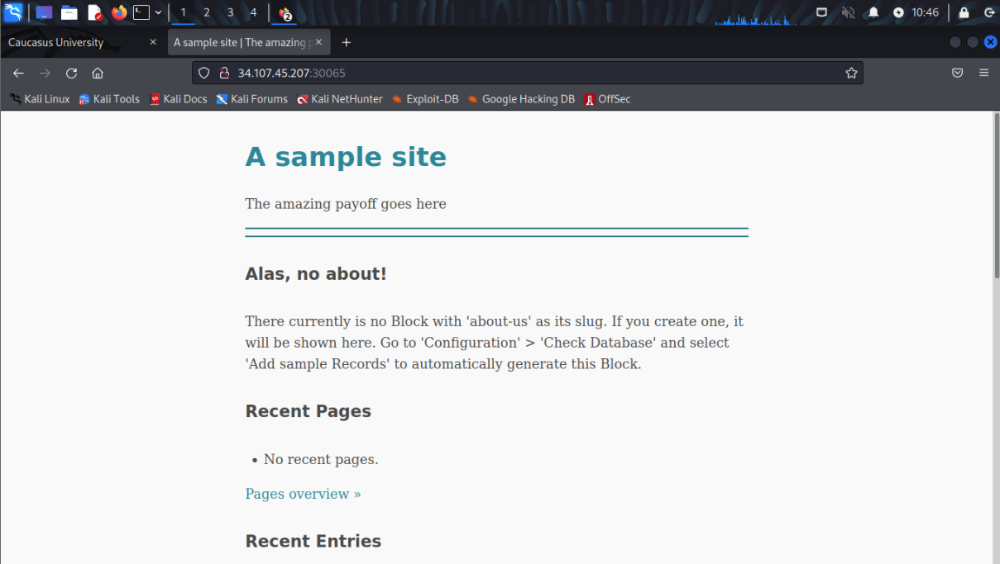 1 2 3 4 2 10:46
Caucasus University A sample site | The amazing p
34.107.45.207:30065
Kali Linux Kali Tools Kali Docs Kali Forums Kali NetHunter Exploit-DB Google Hacking DB OffSec
A sample site
The amazing payoff goes here
Alas, no about!
There currently is no Block with 'about-us' as its slug. If you create one, it
will be shown here. Go to 'Configuration' > 'Check Database' and select
'Add sample Records' to automatically generate this Block.
Recent Pages
• No recent pages.
Pages overview »
Recent Entries